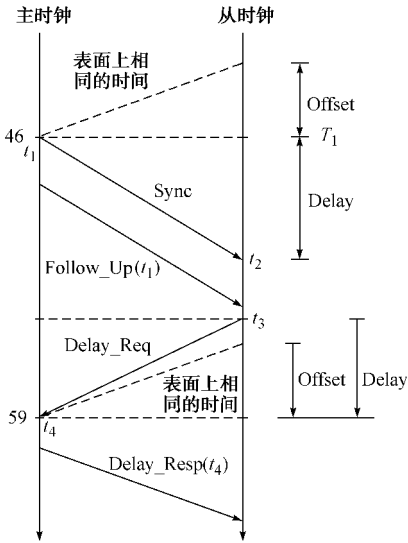 主时钟
从时钟
表面上相
同的时间
Offset
46
t₁
T₁
Sync
Delay
t₂
Follow_Up(t₁)
t₃
Delay_Req
表面上相
同的时间
Offset
Delay
59
t₄
Delay_Resp(t₄)